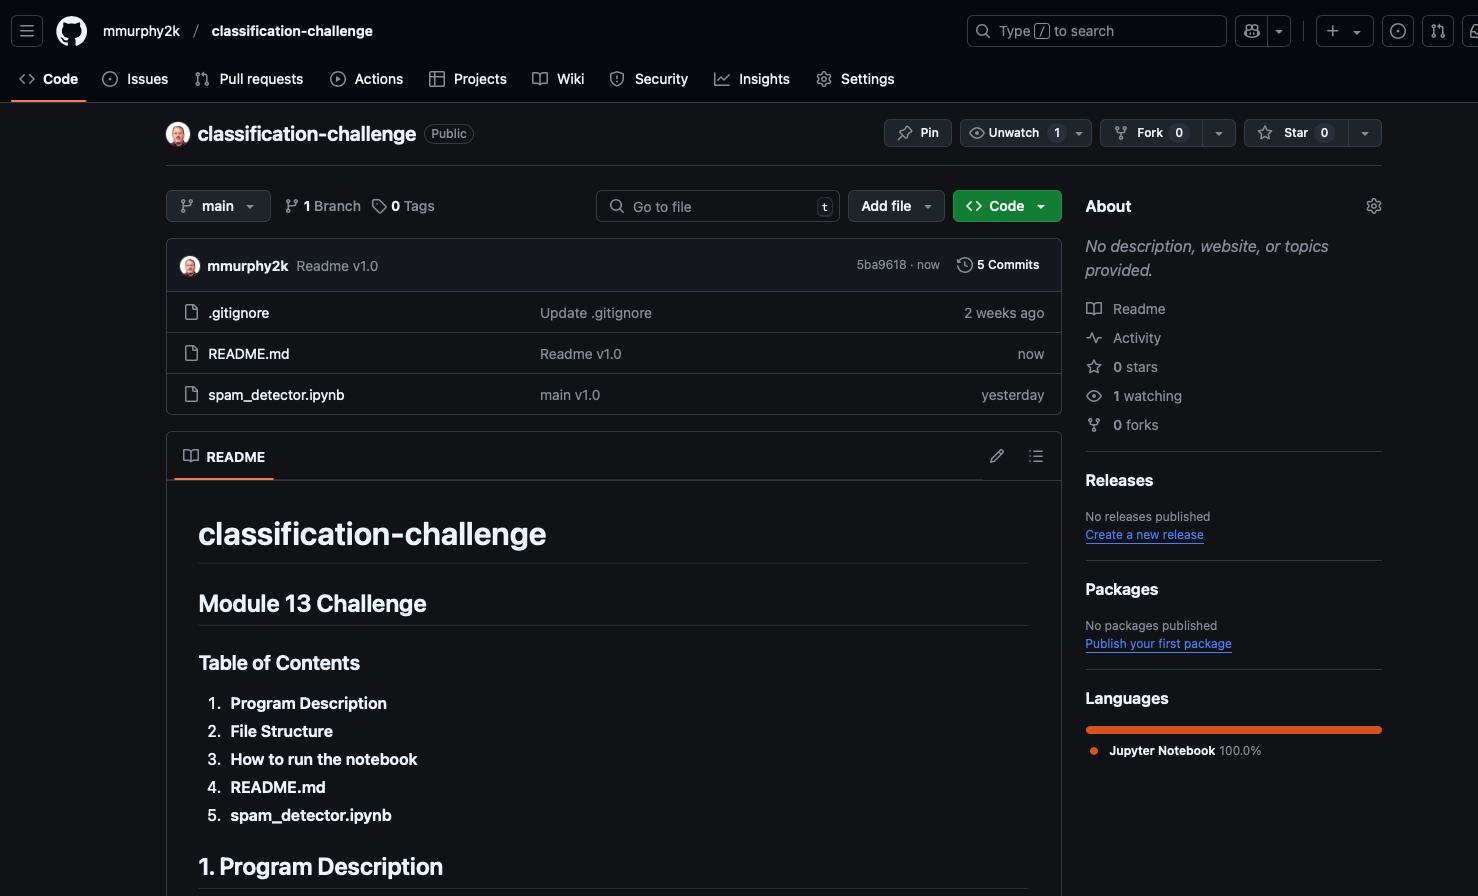 mmurphy2k / classification-challenge
Type / to search
Code Issues Pull requests Actions Projects Wiki Security Insights Settings
classification-challenge Public
Pin Unwatch 1 Fork 0 Star 0
main 1 Branch 0 Tags Go to file t Add file Code
mmurphy2k Readme v1.0 5ba9618 · now 5 Commits
.gitignore Update .gitignore 2 weeks ago
README.md Readme v1.0 now
spam_detector.ipynb main v1.0 yesterday
README
classification-challenge
Module 13 Challenge
Table of Contents
1. Program Description
2. File Structure
3. How to run the notebook
4. README.md
5. spam_detector.ipynb
1. Program Description
About
No description, website, or topics
provided.
Readme
Activity
0 stars
1 watching
0 forks
Releases
No releases published
Create a new release
Packages
No packages published
Publish your first package
Languages
Jupyter Notebook 100.0%